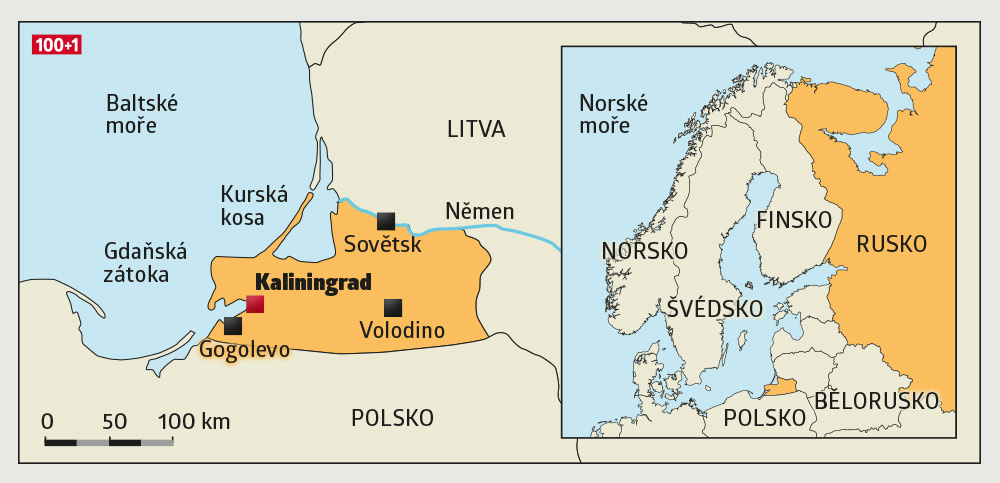 100+1
Baltské
moře
LITVA
Kurská
kosa
Němen
Gdaňská
zátoka
Sovětsk
Kaliningrad
Volodino
Gogolevo
POLSKO
0 50 100 km
Norské
moře
FINSKO
NORSKO
RUSKO
ŠVÉDSKO
BĚLORUSKO
POLSKO